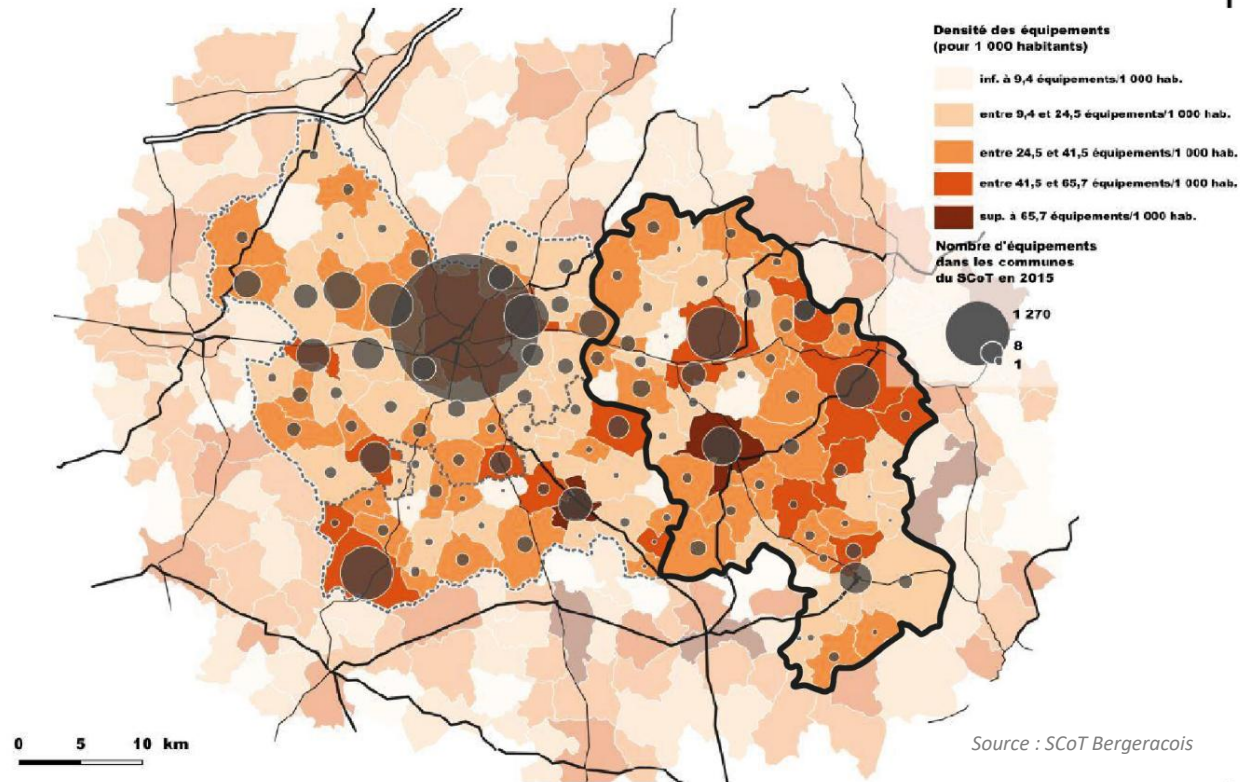 Densité des équipements
(pour 1 000 habitants)
inf. à 9,4 équipements/1 000 hab.
entre 9,4 et 24,5 équipements/1 000 hab.
entre 24,5 et 41,5 équipements/1 000 hab.
entre 41,5 et 65,7 équipements/1 000 hab.
sup. à 65,7 équipements/1 000 hab.
Nombre d'équipements
dans les communes
du SCoT en 2015
1 270
8
1
0 5 10 km
Source : SCoT Bergeracois